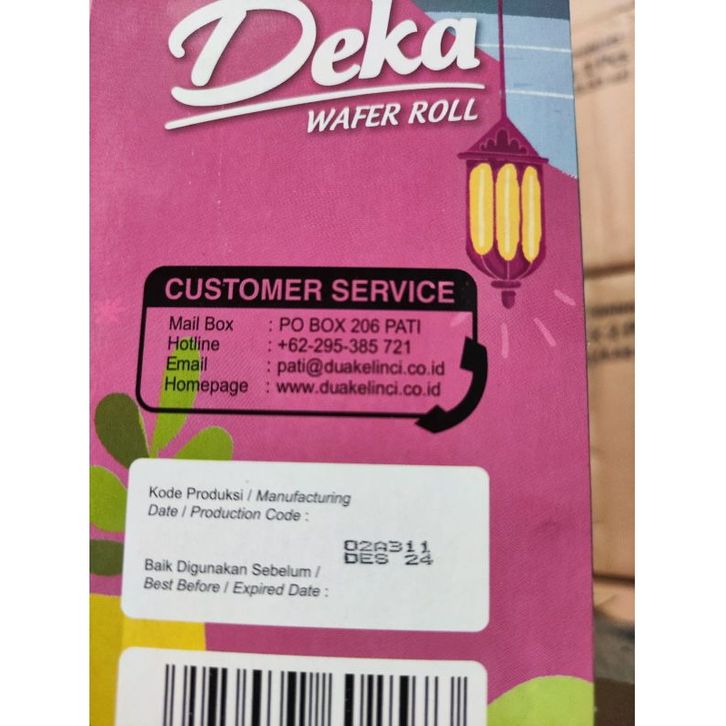 Deka
WAFER ROLL
CUSTOMER SERVICE
Mail Box : PO BOX 206 PATI
Hotline : +62-295-385 721
Email : pati@duakelinci.co.id
Homepage : www.duakelinci.co.id
Kode Produksi / Manufacturing
Date / Production Code :
02A311
DES 24
Baik Digunakan Sebelum /
Best Before / Expired Date :